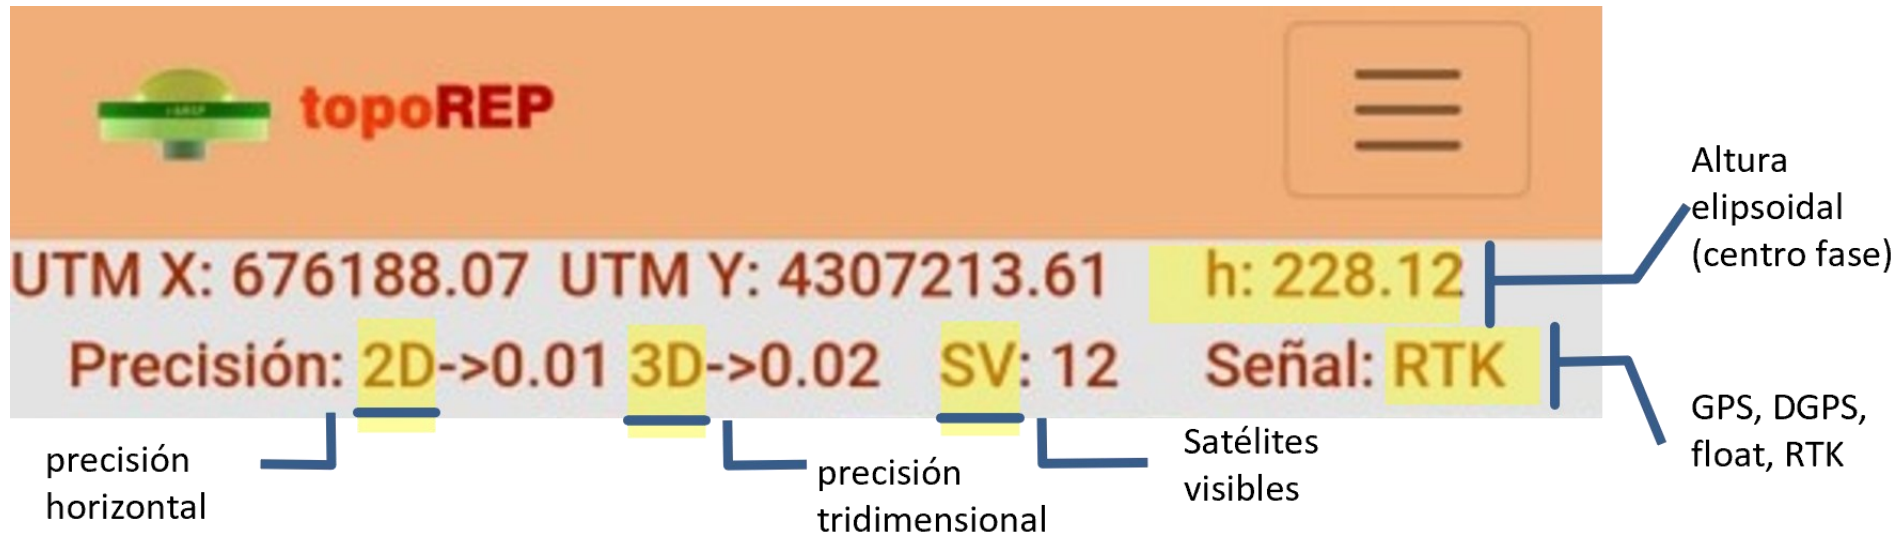 topoREP
UTM X: 676188.07 UTM Y: 4307213.61 h: 228.12
Precisión: 2D->0.01 3D->0.02 SV: 12 Señal: RTK
Altura
elipsoidal
(centro fase)
GPS, DGPS,
float, RTK
precisión
horizontal
precisión
tridimensional
Satélites
visibles